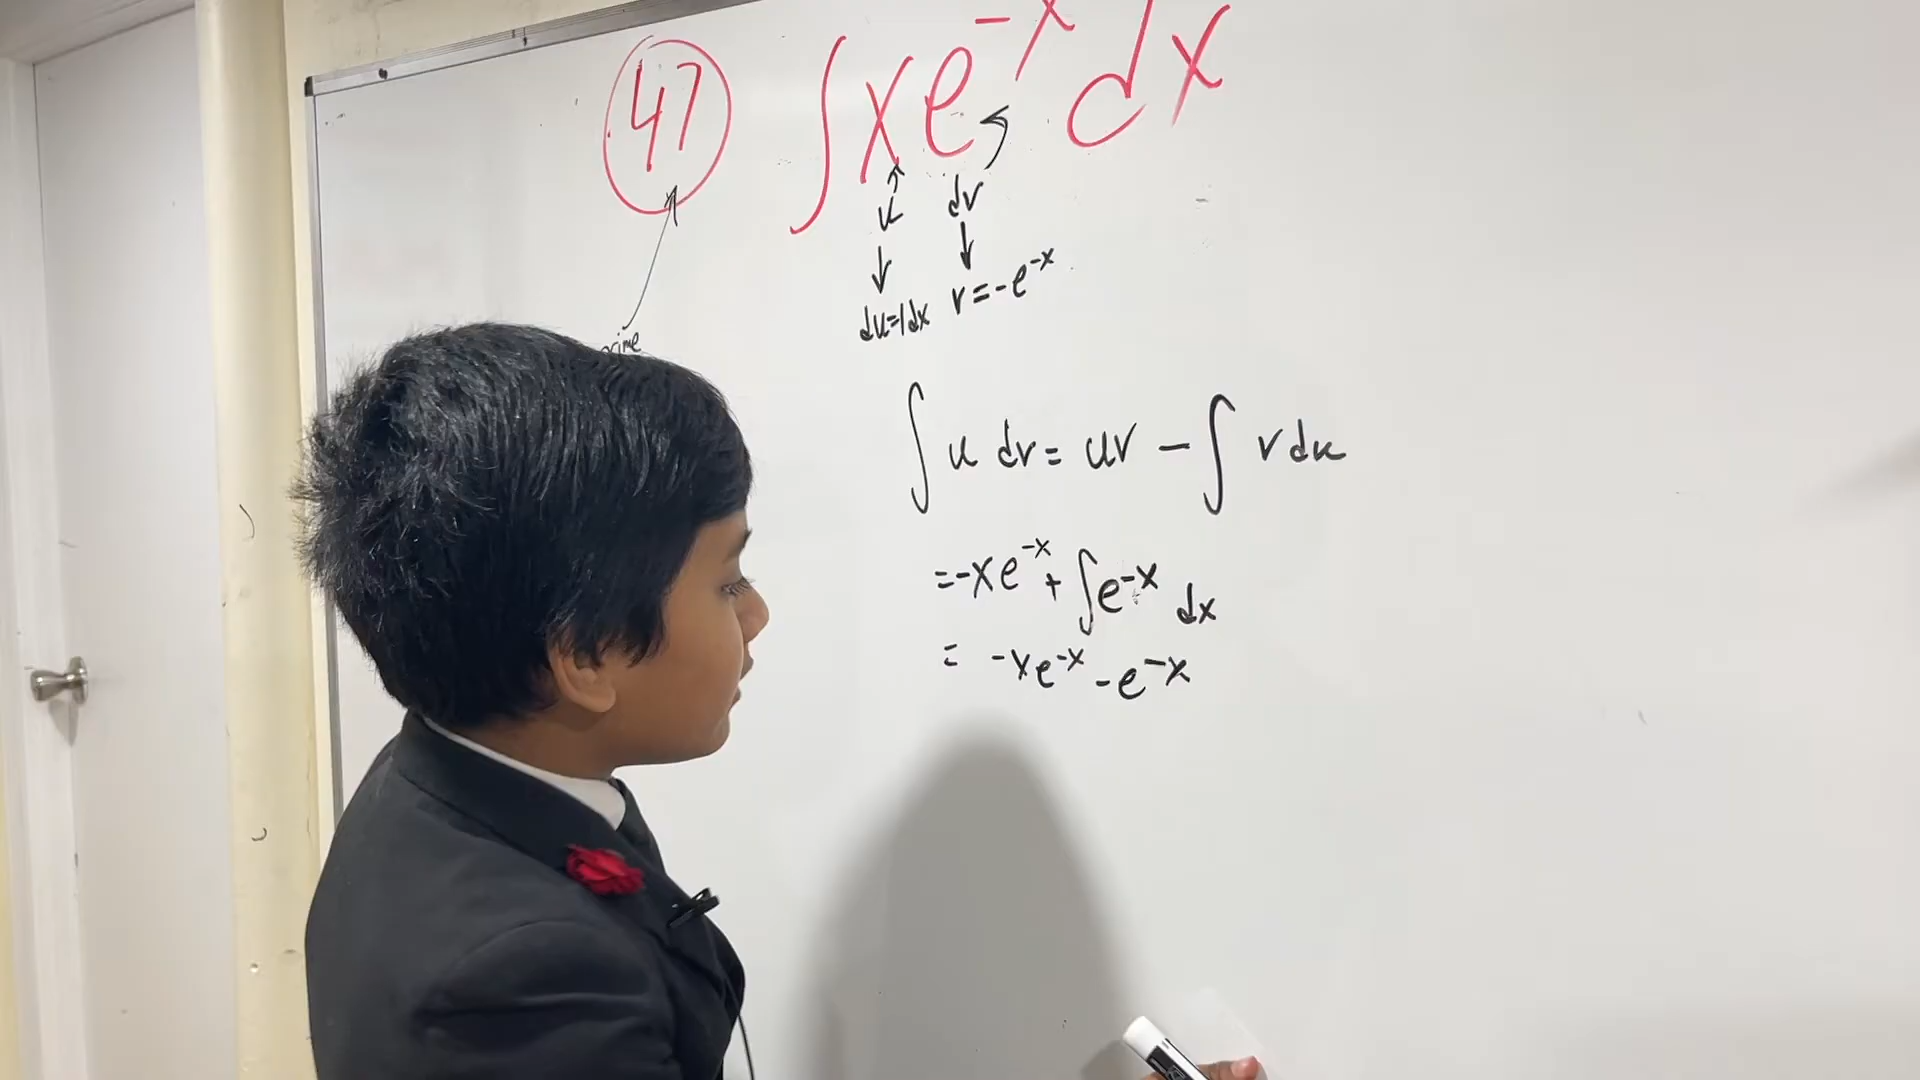 47 ∫xe^-x dx
u dv
du=1dx v=-e^-x
∫u dv = uv - ∫v du
=-xe^-x + ∫e^-x dx
= -xe^-x - e^-x